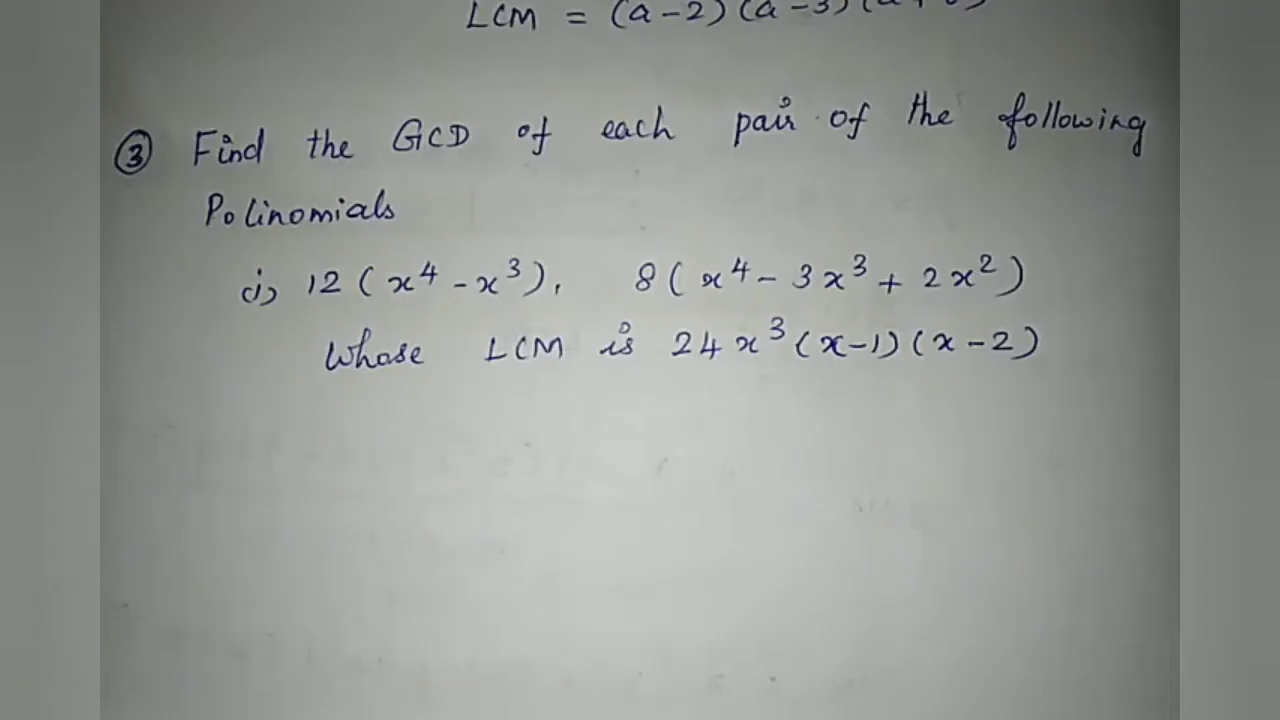 LCM = (a-2) (a-3) (a
③ Find the GCD of each pair of the following
Polinomials
i) 12 ( x⁴ - x³ ), 8 ( x⁴ - 3x³ + 2x² )
Whose LCM is 24x³ (x-1) (x-2)